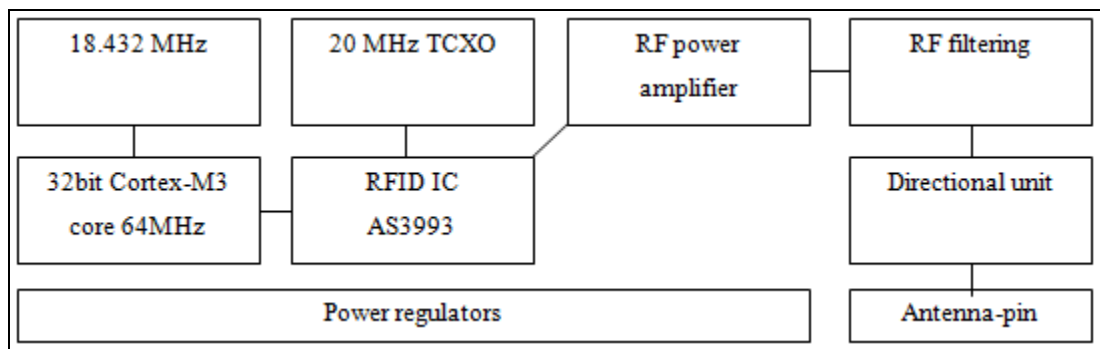 18.432 MHz
20 MHz TCXO
RF power
amplifier
RF filtering
32bit Cortex-M3
core 64MHz
RFID IC
AS3993
Directional unit
Power regulators
Antenna-pin